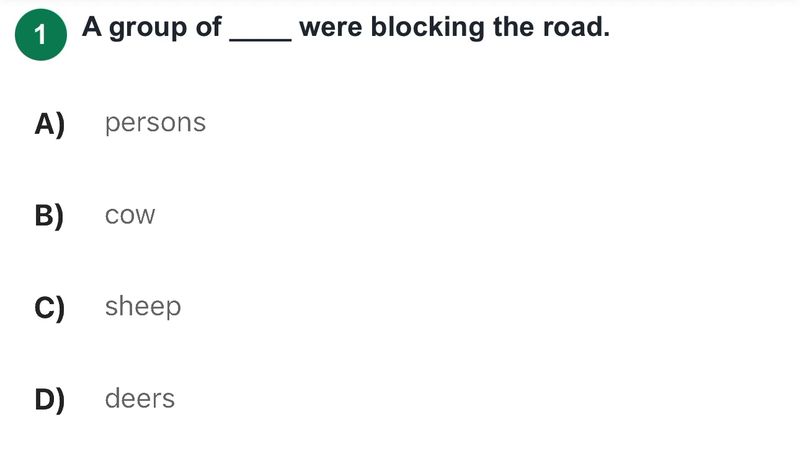 1 A group of ____ were blocking the road.
A) persons
B) cow
C) sheep
D) deers